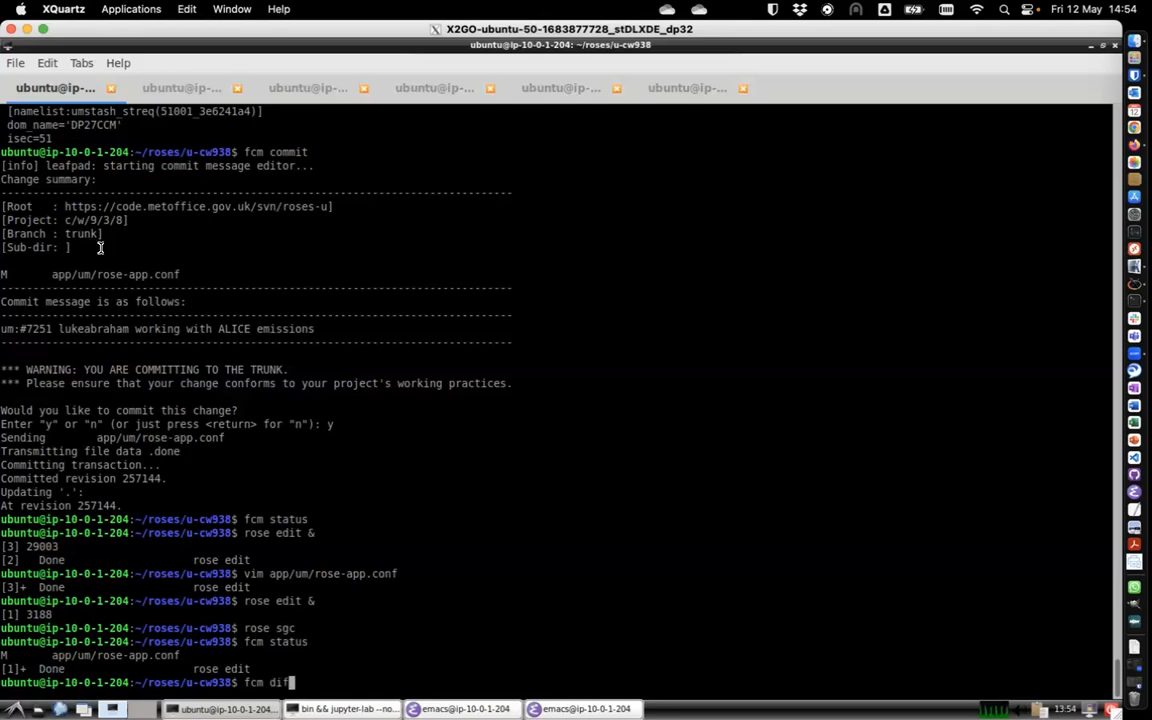 XQuartz Applications Edit Window Help Fri 12 May 14:54
X2GO-ubuntu-50-1683877728_stDLXDE_dp32
ubuntu@ip-10-0-1-204: ~/roses/u-cw938
File Edit Tabs Help
ubuntu@ip-... ubuntu@ip-... ubuntu@ip-... ubuntu@ip-... ubuntu@ip-... ubuntu@ip-...
[namelist:umstash_streq(51001_3e6241a4)]
dom_name='DP27CCM'
isec=51
ubuntu@ip-10-0-1-204:~/roses/u-cw938$ fcm commit
[info] leafpad: starting commit message editor...
Change summary:
--------------------------------------------------------------------------------
[Root   : https://code.metoffice.gov.uk/svn/roses-u]
[Project: c/w/9/3/8]
[Branch : trunk]
[Sub-dir: ]
M      app/um/rose-app.conf
--------------------------------------------------------------------------------
Commit message is as follows:
--------------------------------------------------------------------------------
um:#7251 lukeabraham working with ALICE emissions
--------------------------------------------------------------------------------
*** WARNING: YOU ARE COMMITTING TO THE TRUNK.
*** Please ensure that your change conforms to your project's working practices.
Would you like to commit this change?
Enter "y" or "n" (or just press <return> for "n"): y
Sending        app/um/rose-app.conf
Transmitting file data .done
Committing transaction...
Committed revision 257144.
Updating '.':
At revision 257144.
ubuntu@ip-10-0-1-204:~/roses/u-cw938$ fcm status
ubuntu@ip-10-0-1-204:~/roses/u-cw938$ rose edit &
[3] 29003
[2]   Done                    rose edit
ubuntu@ip-10-0-1-204:~/roses/u-cw938$ vim app/um/rose-app.conf
[3]+  Done                    rose edit
ubuntu@ip-10-0-1-204:~/roses/u-cw938$ rose edit &
[1] 3188
ubuntu@ip-10-0-1-204:~/roses/u-cw938$ rose sgc
ubuntu@ip-10-0-1-204:~/roses/u-cw938$ fcm status
M       app/um/rose-app.conf
[1]+  Done                    rose edit
ubuntu@ip-10-0-1-204:~/roses/u-cw938$ fcm dif
ubuntu@ip-10-0-1-204:... bin && jupyter-lab --no... emacs@ip-10-0-1-204 emacs@ip-10-0-1-204 13:54